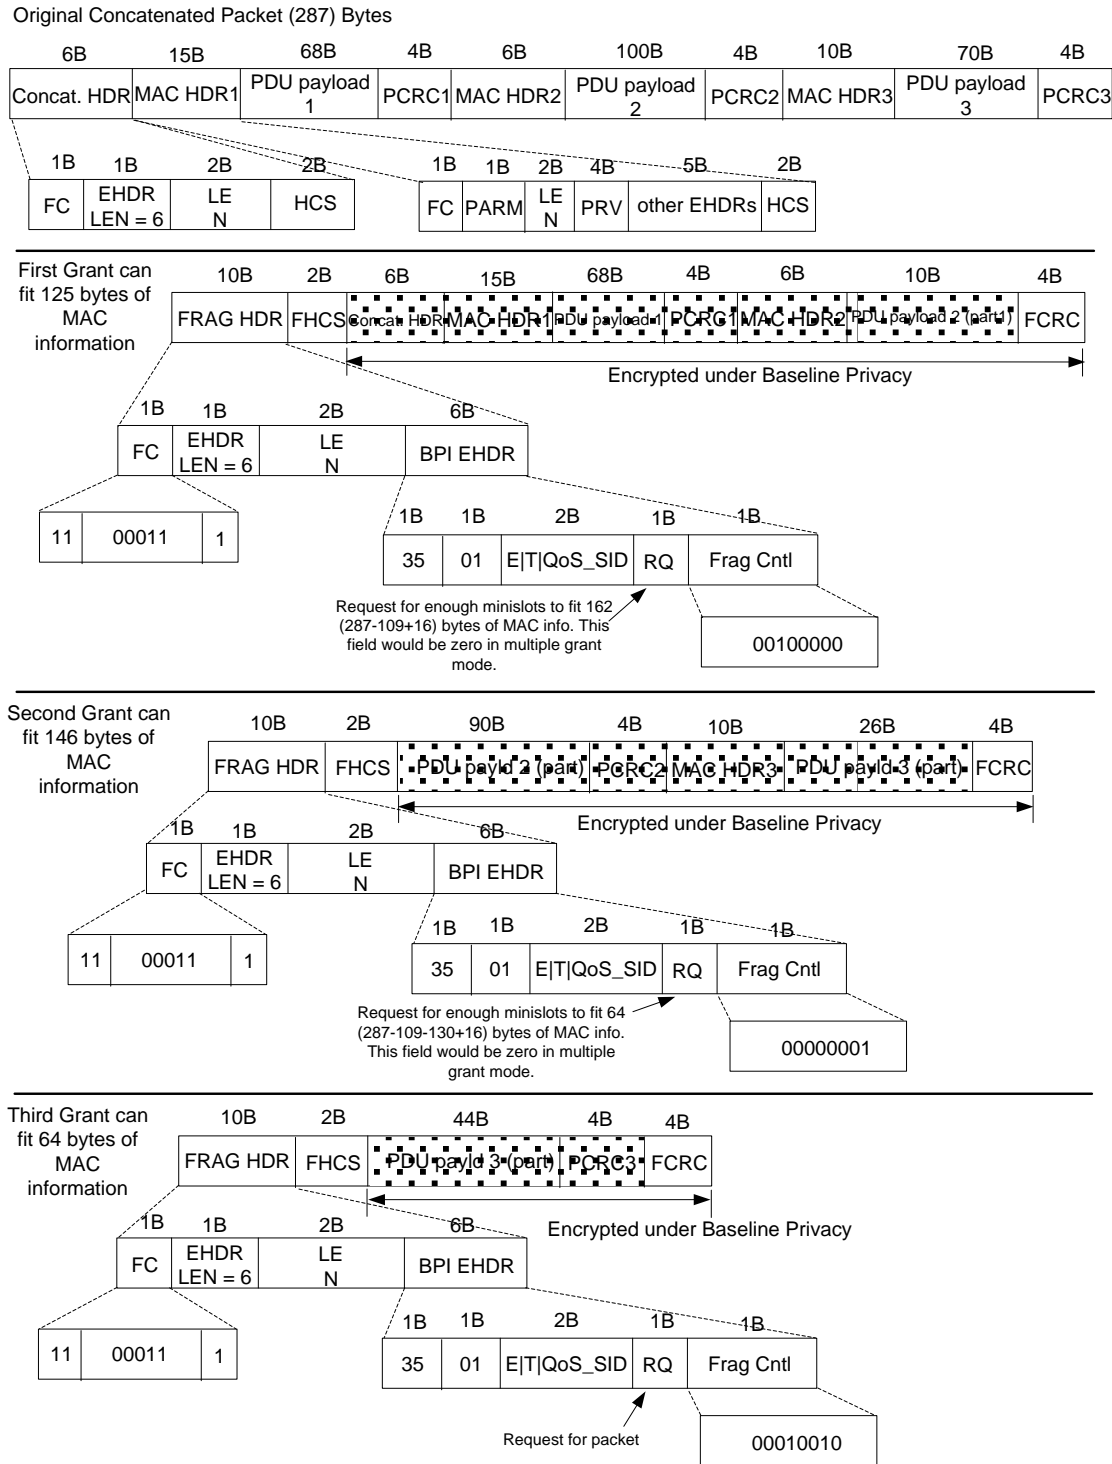 Original Concatenated Packet (287) Bytes
6B 15B 68B 4B 6B 100B 4B 10B 70B 4B
Concat. HDR MAC HDR1 PDU payload 1 PCRC1 MAC HDR2 PDU payload 2 PCRC2 MAC HDR3 PDU payload 3 PCRC3
1B 1B 2B 2B
FC EHDR LEN = 6 LE N HCS
1B 1B 2B 4B 5B 2B
FC PARM LE N PRV other EHDRs HCS
First Grant can
fit 125 bytes of
MAC
information
10B 2B 6B 15B 68B 4B 6B 10B 4B
FRAG HDR FHCS Concat. HDR MAC HDR1 PDU payload 1 PCRC1 MAC HDR2 PDU payload 2 (part1) FCRC
Encrypted under Baseline Privacy
1B 1B 2B 6B
FC EHDR LEN = 6 LE N BPI EHDR
11 00011 1
1B 1B 2B 1B 1B
35 01 E|T|QoS_SID RQ Frag Cntl
Request for enough minislots to fit 162
(287-109+16) bytes of MAC info. This
field would be zero in multiple grant
mode.
00100000
Second Grant can
fit 146 bytes of
MAC
information
10B 2B 90B 4B 10B 26B 4B
FRAG HDR FHCS PDU payld 2 (part) PCRC2 MAC HDR3 PDU payld 3 (part) FCRC
Encrypted under Baseline Privacy
1B 1B 2B 6B
FC EHDR LEN = 6 LE N BPI EHDR
11 00011 1
1B 1B 2B 1B 1B
35 01 E|T|QoS_SID RQ Frag Cntl
Request for enough minislots to fit 64
(287-109-130+16) bytes of MAC info.
This field would be zero in multiple
grant mode.
00000001
Third Grant can
fit 64 bytes of
MAC
information
10B 2B 44B 4B 4B
FRAG HDR FHCS PDU payld 3 (part) PCRC3 FCRC
Encrypted under Baseline Privacy
1B 1B 2B 6B
FC EHDR LEN = 6 LE N BPI EHDR
11 00011 1
1B 1B 2B 1B 1B
35 01 E|T|QoS_SID RQ Frag Cntl
Request for packet
00010010